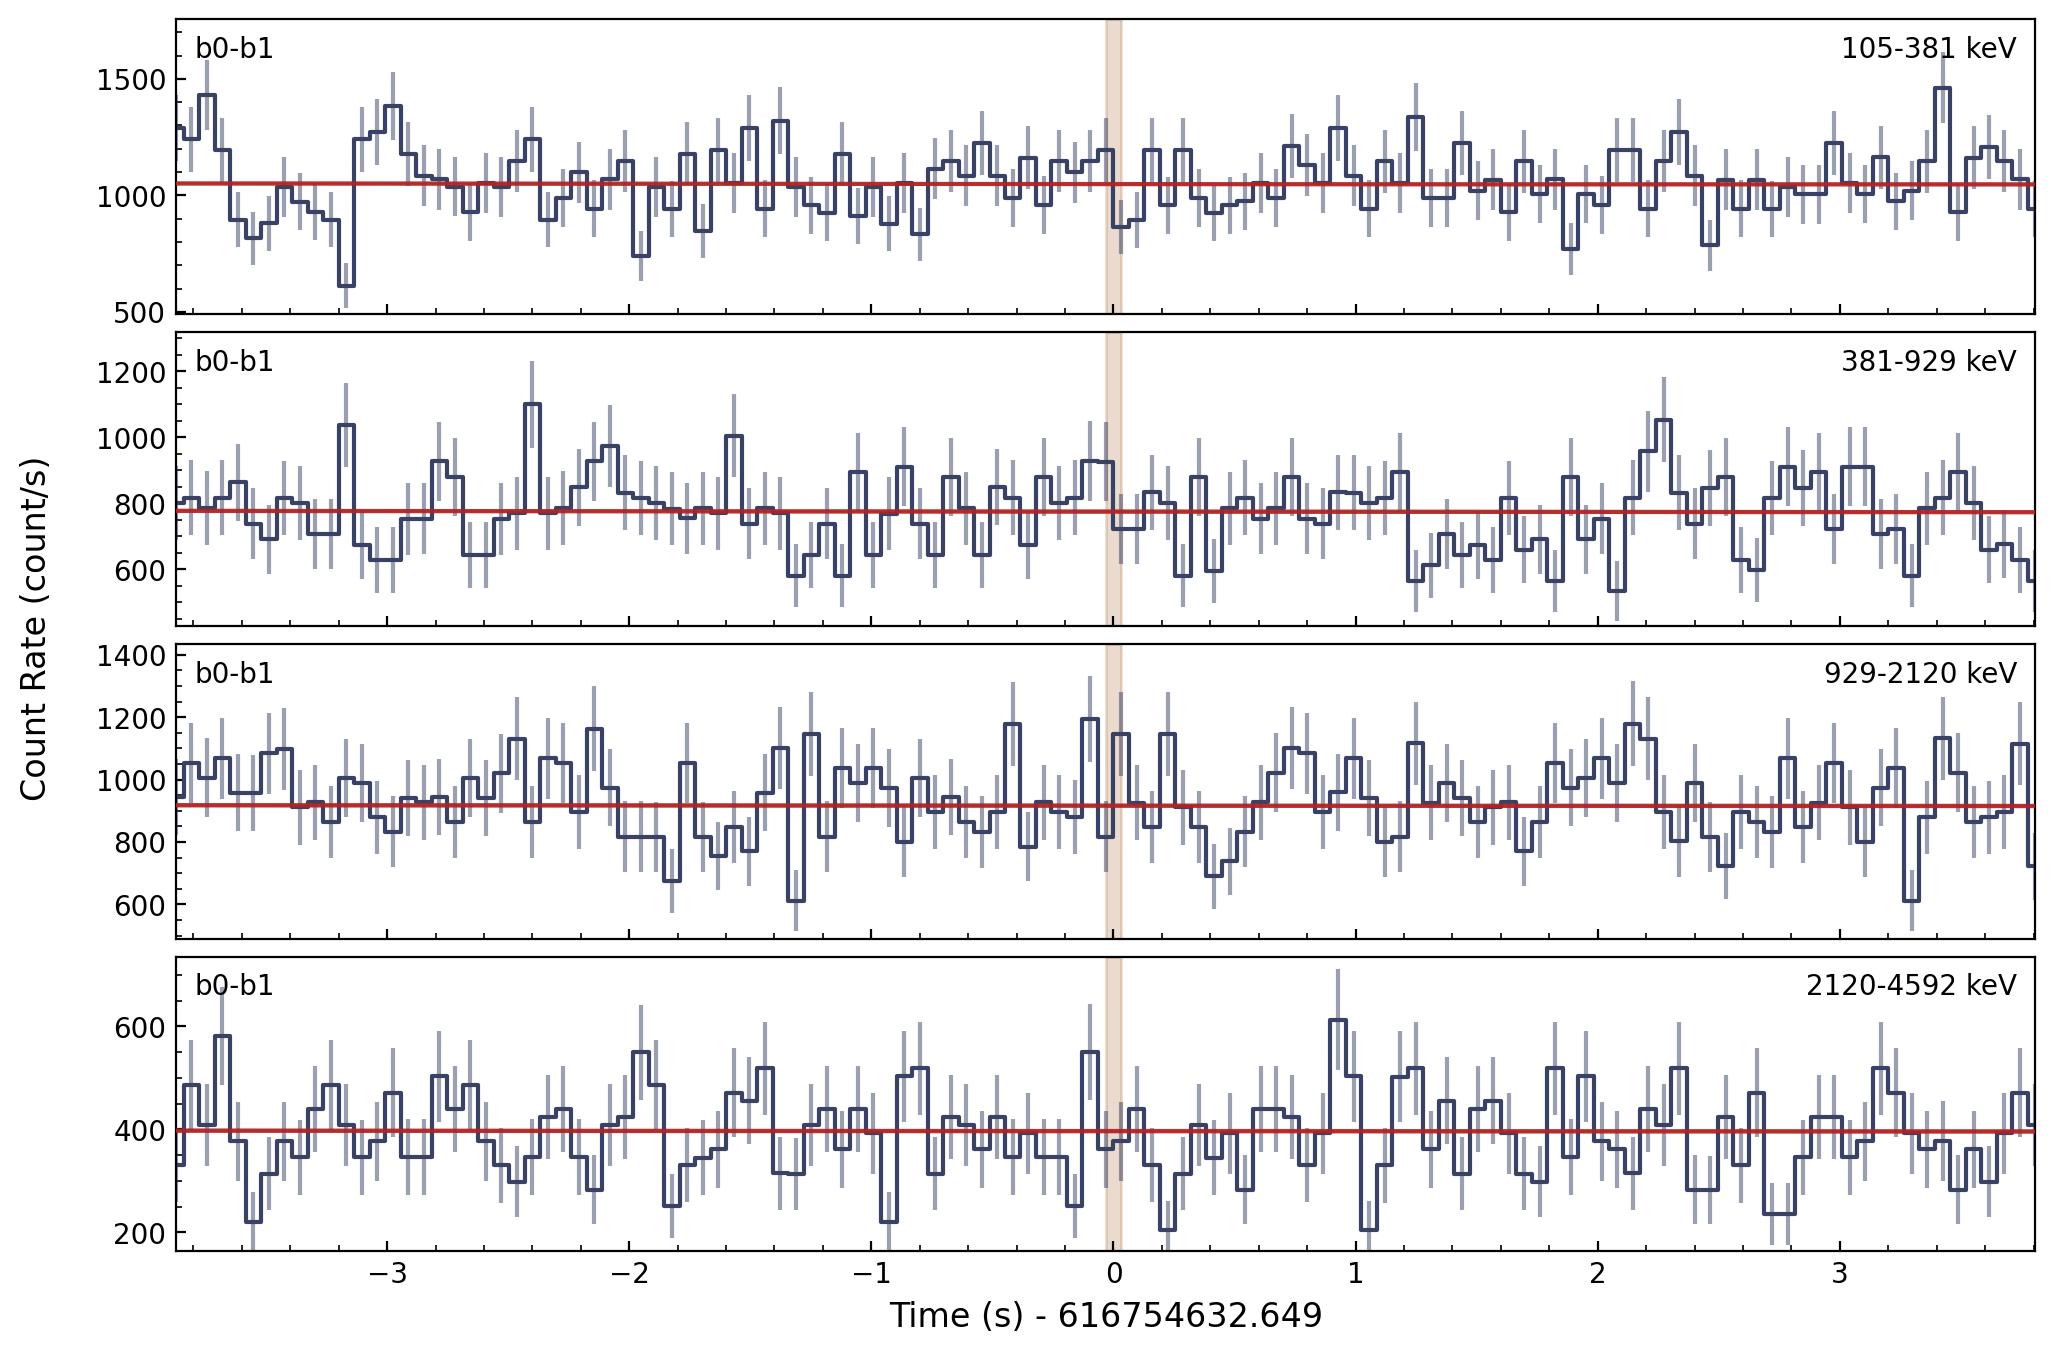 b0-b1 105-381 keV
1500
1000
500
b0-b1 381-929 keV
1200
1000
800
600
b0-b1 929-2120 keV
1400
1200
1000
800
600
b0-b1 2120-4592 keV
600
400
200
Count Rate (count/s)
−3 −2 −1 0 1 2 3
Time (s) - 616754632.649